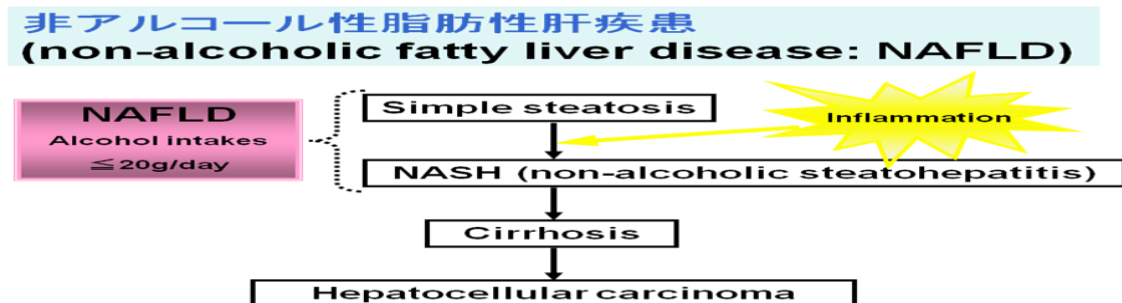 非アルコール性脂肪性肝疾患
(non-alcoholic fatty liver disease: NAFLD)
NAFLD
Alcohol intakes
≦20g/day
Simple steatosis
Inflammation
NASH (non-alcoholic steatohepatitis)
Cirrhosis
Hepatocellular carcinoma